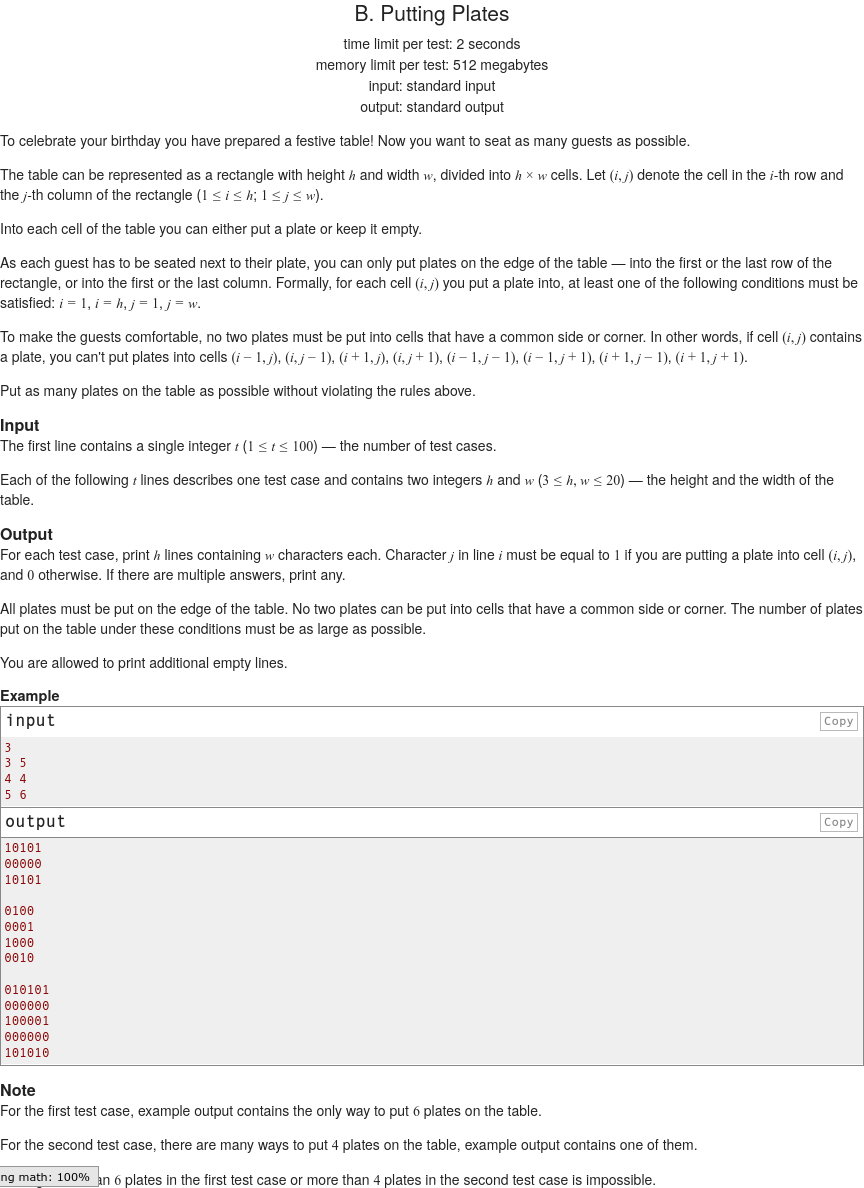 B. Putting Plates
time limit per test: 2 seconds
memory limit per test: 512 megabytes
input: standard input
output: standard output
To celebrate your birthday you have prepared a festive table! Now you want to seat as many guests as possible.
The table can be represented as a rectangle with height h and width w, divided into h × w cells. Let (i, j) denote the cell in the i-th row and
the j-th column of the rectangle (1 ≤ i ≤ h; 1 ≤ j ≤ w).
Into each cell of the table you can either put a plate or keep it empty.
As each guest has to be seated next to their plate, you can only put plates on the edge of the table — into the first or the last row of the
rectangle, or into the first or the last column. Formally, for each cell (i, j) you put a plate into, at least one of the following conditions must be
satisfied: i = 1, i = h, j = 1, j = w.
To make the guests comfortable, no two plates must be put into cells that have a common side or corner. In other words, if cell (i, j) contains
a plate, you can't put plates into cells (i − 1, j), (i, j − 1), (i + 1, j), (i, j + 1), (i − 1, j − 1), (i − 1, j + 1), (i + 1, j − 1), (i + 1, j + 1).
Put as many plates on the table as possible without violating the rules above.
Input
The first line contains a single integer t (1 ≤ t ≤ 100) — the number of test cases.
Each of the following t lines describes one test case and contains two integers h and w (3 ≤ h, w ≤ 20) — the height and the width of the
table.
Output
For each test case, print h lines containing w characters each. Character j in line i must be equal to 1 if you are putting a plate into cell (i, j),
and 0 otherwise. If there are multiple answers, print any.
All plates must be put on the edge of the table. No two plates can be put into cells that have a common side or corner. The number of plates
put on the table under these conditions must be as large as possible.
You are allowed to print additional empty lines.
Example
input Copy
3
3 5
4 4
5 6
output Copy
10101
00000
10101
0100
0001
1000
0010
010101
000000
100001
000000
101010
Note
For the first test case, example output contains the only way to put 6 plates on the table.
For the second test case, there are many ways to put 4 plates on the table, example output contains one of them.
ng math: 100% an 6 plates in the first test case or more than 4 plates in the second test case is impossible.